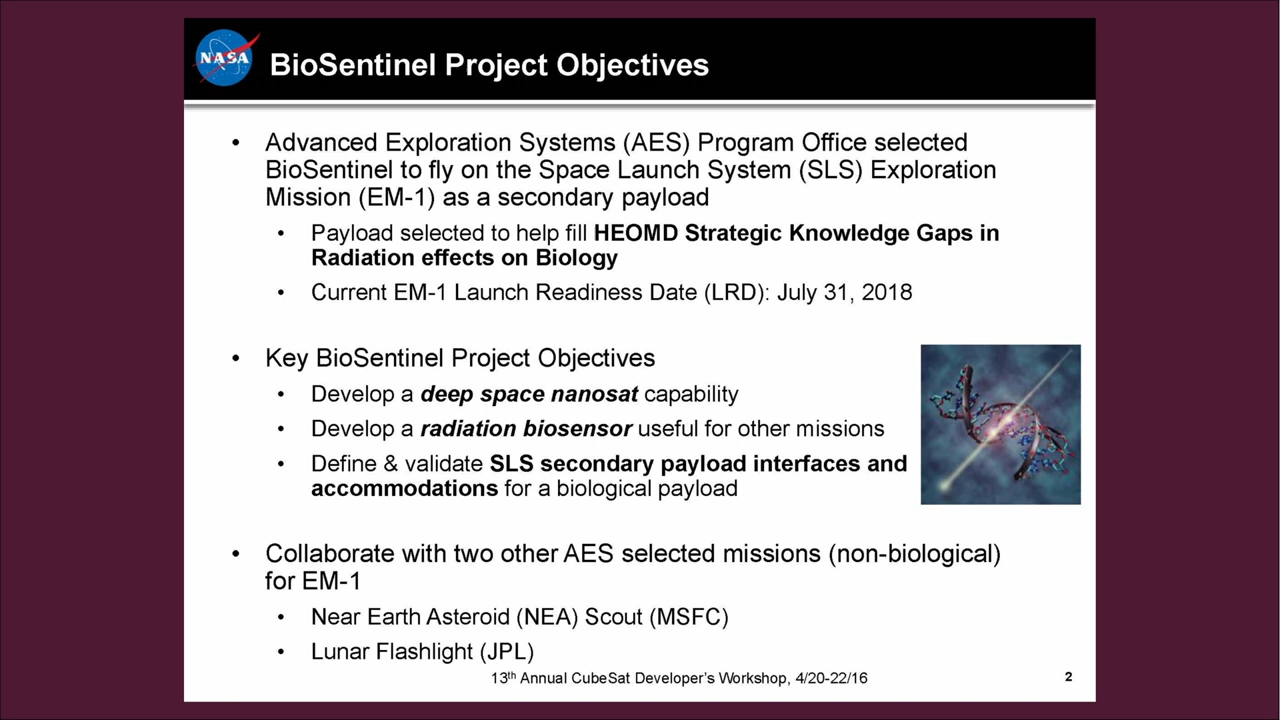 NASA
BioSentinel Project Objectives
• Advanced Exploration Systems (AES) Program Office selected
BioSentinel to fly on the Space Launch System (SLS) Exploration
Mission (EM-1) as a secondary payload
• Payload selected to help fill HEOMD Strategic Knowledge Gaps in
Radiation effects on Biology
• Current EM-1 Launch Readiness Date (LRD): July 31, 2018
• Key BioSentinel Project Objectives
• Develop a deep space nanosat capability
• Develop a radiation biosensor useful for other missions
• Define & validate SLS secondary payload interfaces and
accommodations for a biological payload
• Collaborate with two other AES selected missions (non-biological)
for EM-1
• Near Earth Asteroid (NEA) Scout (MSFC)
• Lunar Flashlight (JPL)
13th Annual CubeSat Developer's Workshop, 4/20-22/16
2